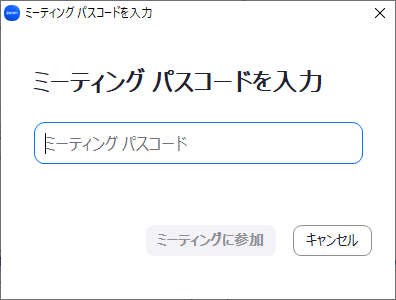 zoom ミーティング パスコードを入力
ミーティング パスコードを入力
ミーティング パスコード
ミーティングに参加 キャンセル